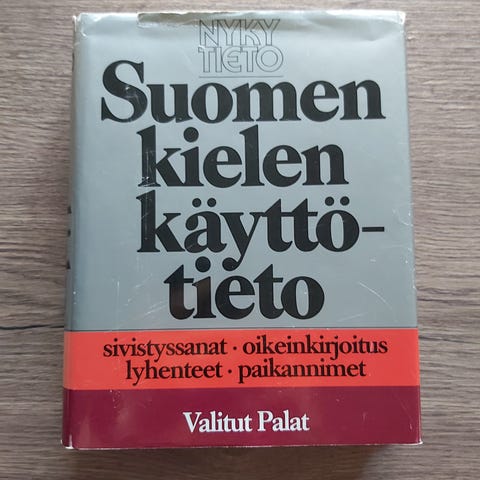 NYKY
TIETO
Suomen
kielen
käyttö-
tieto
sivistyssanat · oikeinkirjoitus
lyhenteet · paikannimet
Valitut Palat